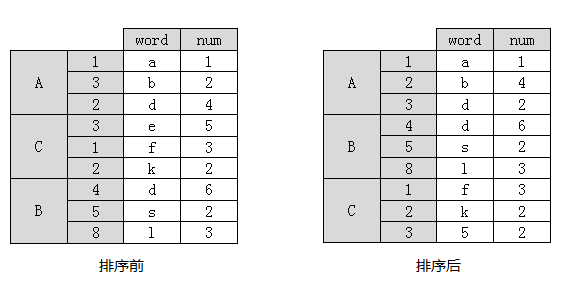 word num word num
1 a 1 1 a 1
A 3 b 2 A 2 b 4
2 d 4 3 d 2
3 e 5 4 d 6
C 1 f 3 B 5 s 2
2 k 2 8 l 3
4 d 6 1 f 3
B 5 s 2 C 2 k 2
8 l 3 3 5 2
排序前 排序后